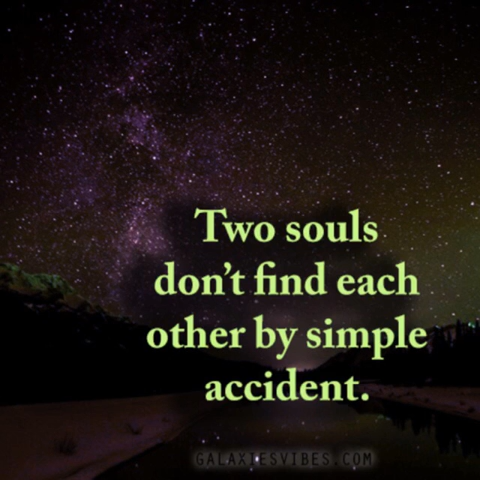 Two souls
don't find each
other by simple
accident.
GALAXIESVIBES.COM